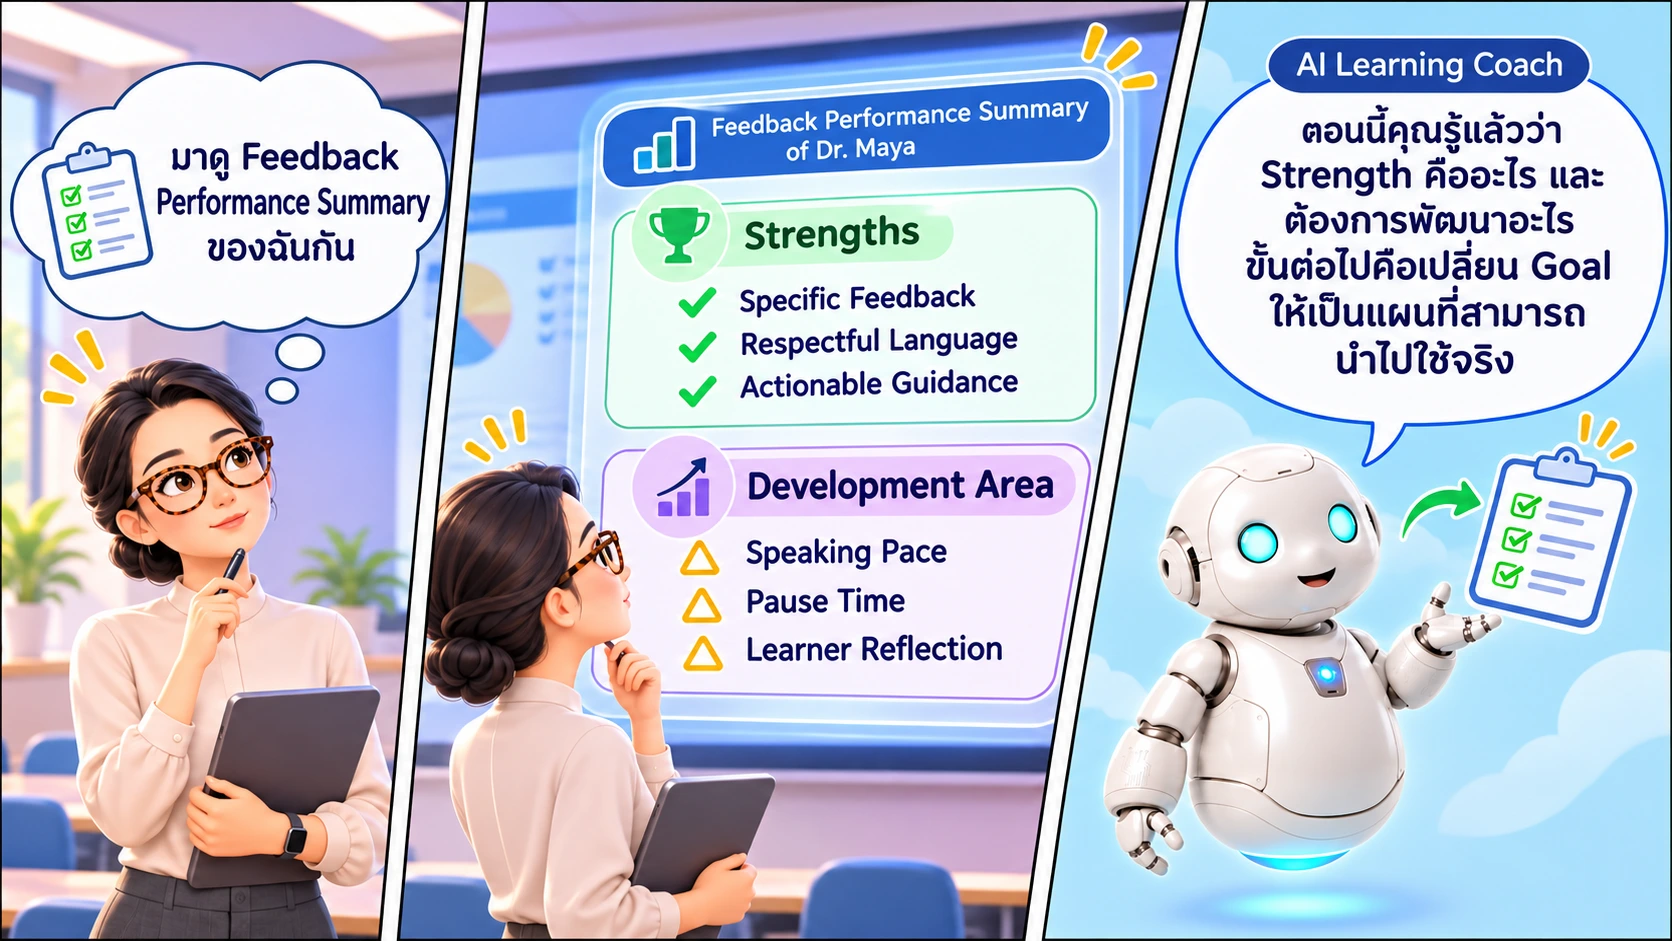 มาดู Feedback
Performance Summary
ของฉันกัน
Feedback Performance Summary
of Dr. Maya
Strengths
Specific Feedback
Respectful Language
Actionable Guidance
Development Area
Speaking Pace
Pause Time
Learner Reflection
AI Learning Coach
ตอนนี้คุณรู้แล้วว่า
Strength คืออะไร และ
ต้องการพัฒนาอะไร
ขั้นต่อไปคือเปลี่ยน Goal
ให้เป็นแผนที่สามารถ
นำไปใช้จริง